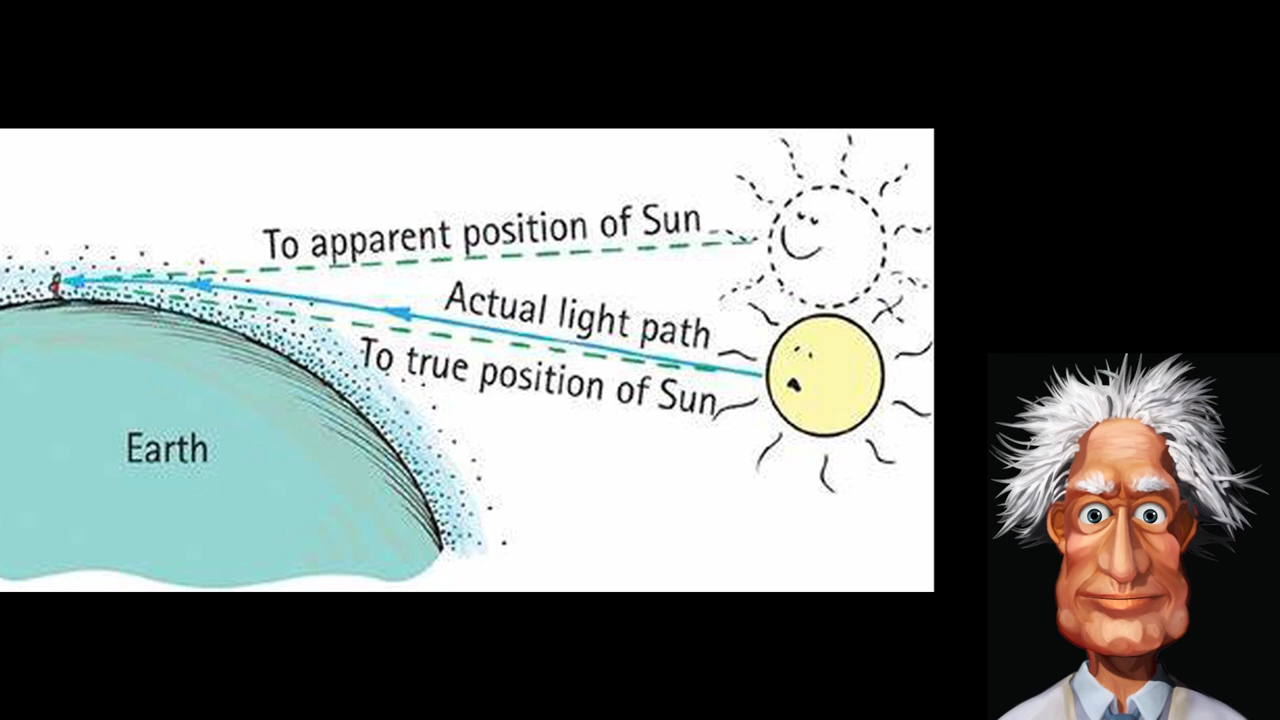 To apparent position of Sun
Actual light path
To true position of Sun
Earth